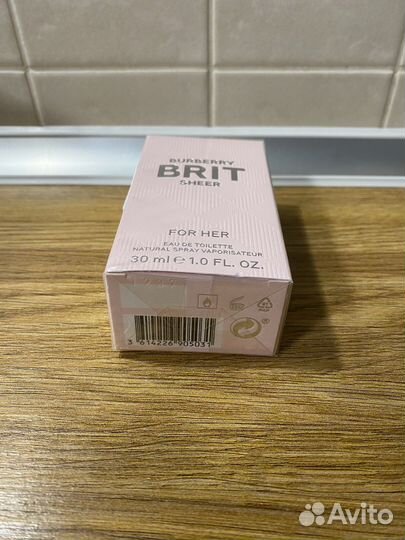 BURBERRY
BRIT
SHEER
FOR HER
EAU DE TOILETTE
NATURAL SPRAY VAPORISATEUR
30 ml e 1.0 FL. OZ.
3 614226 905031
Avito